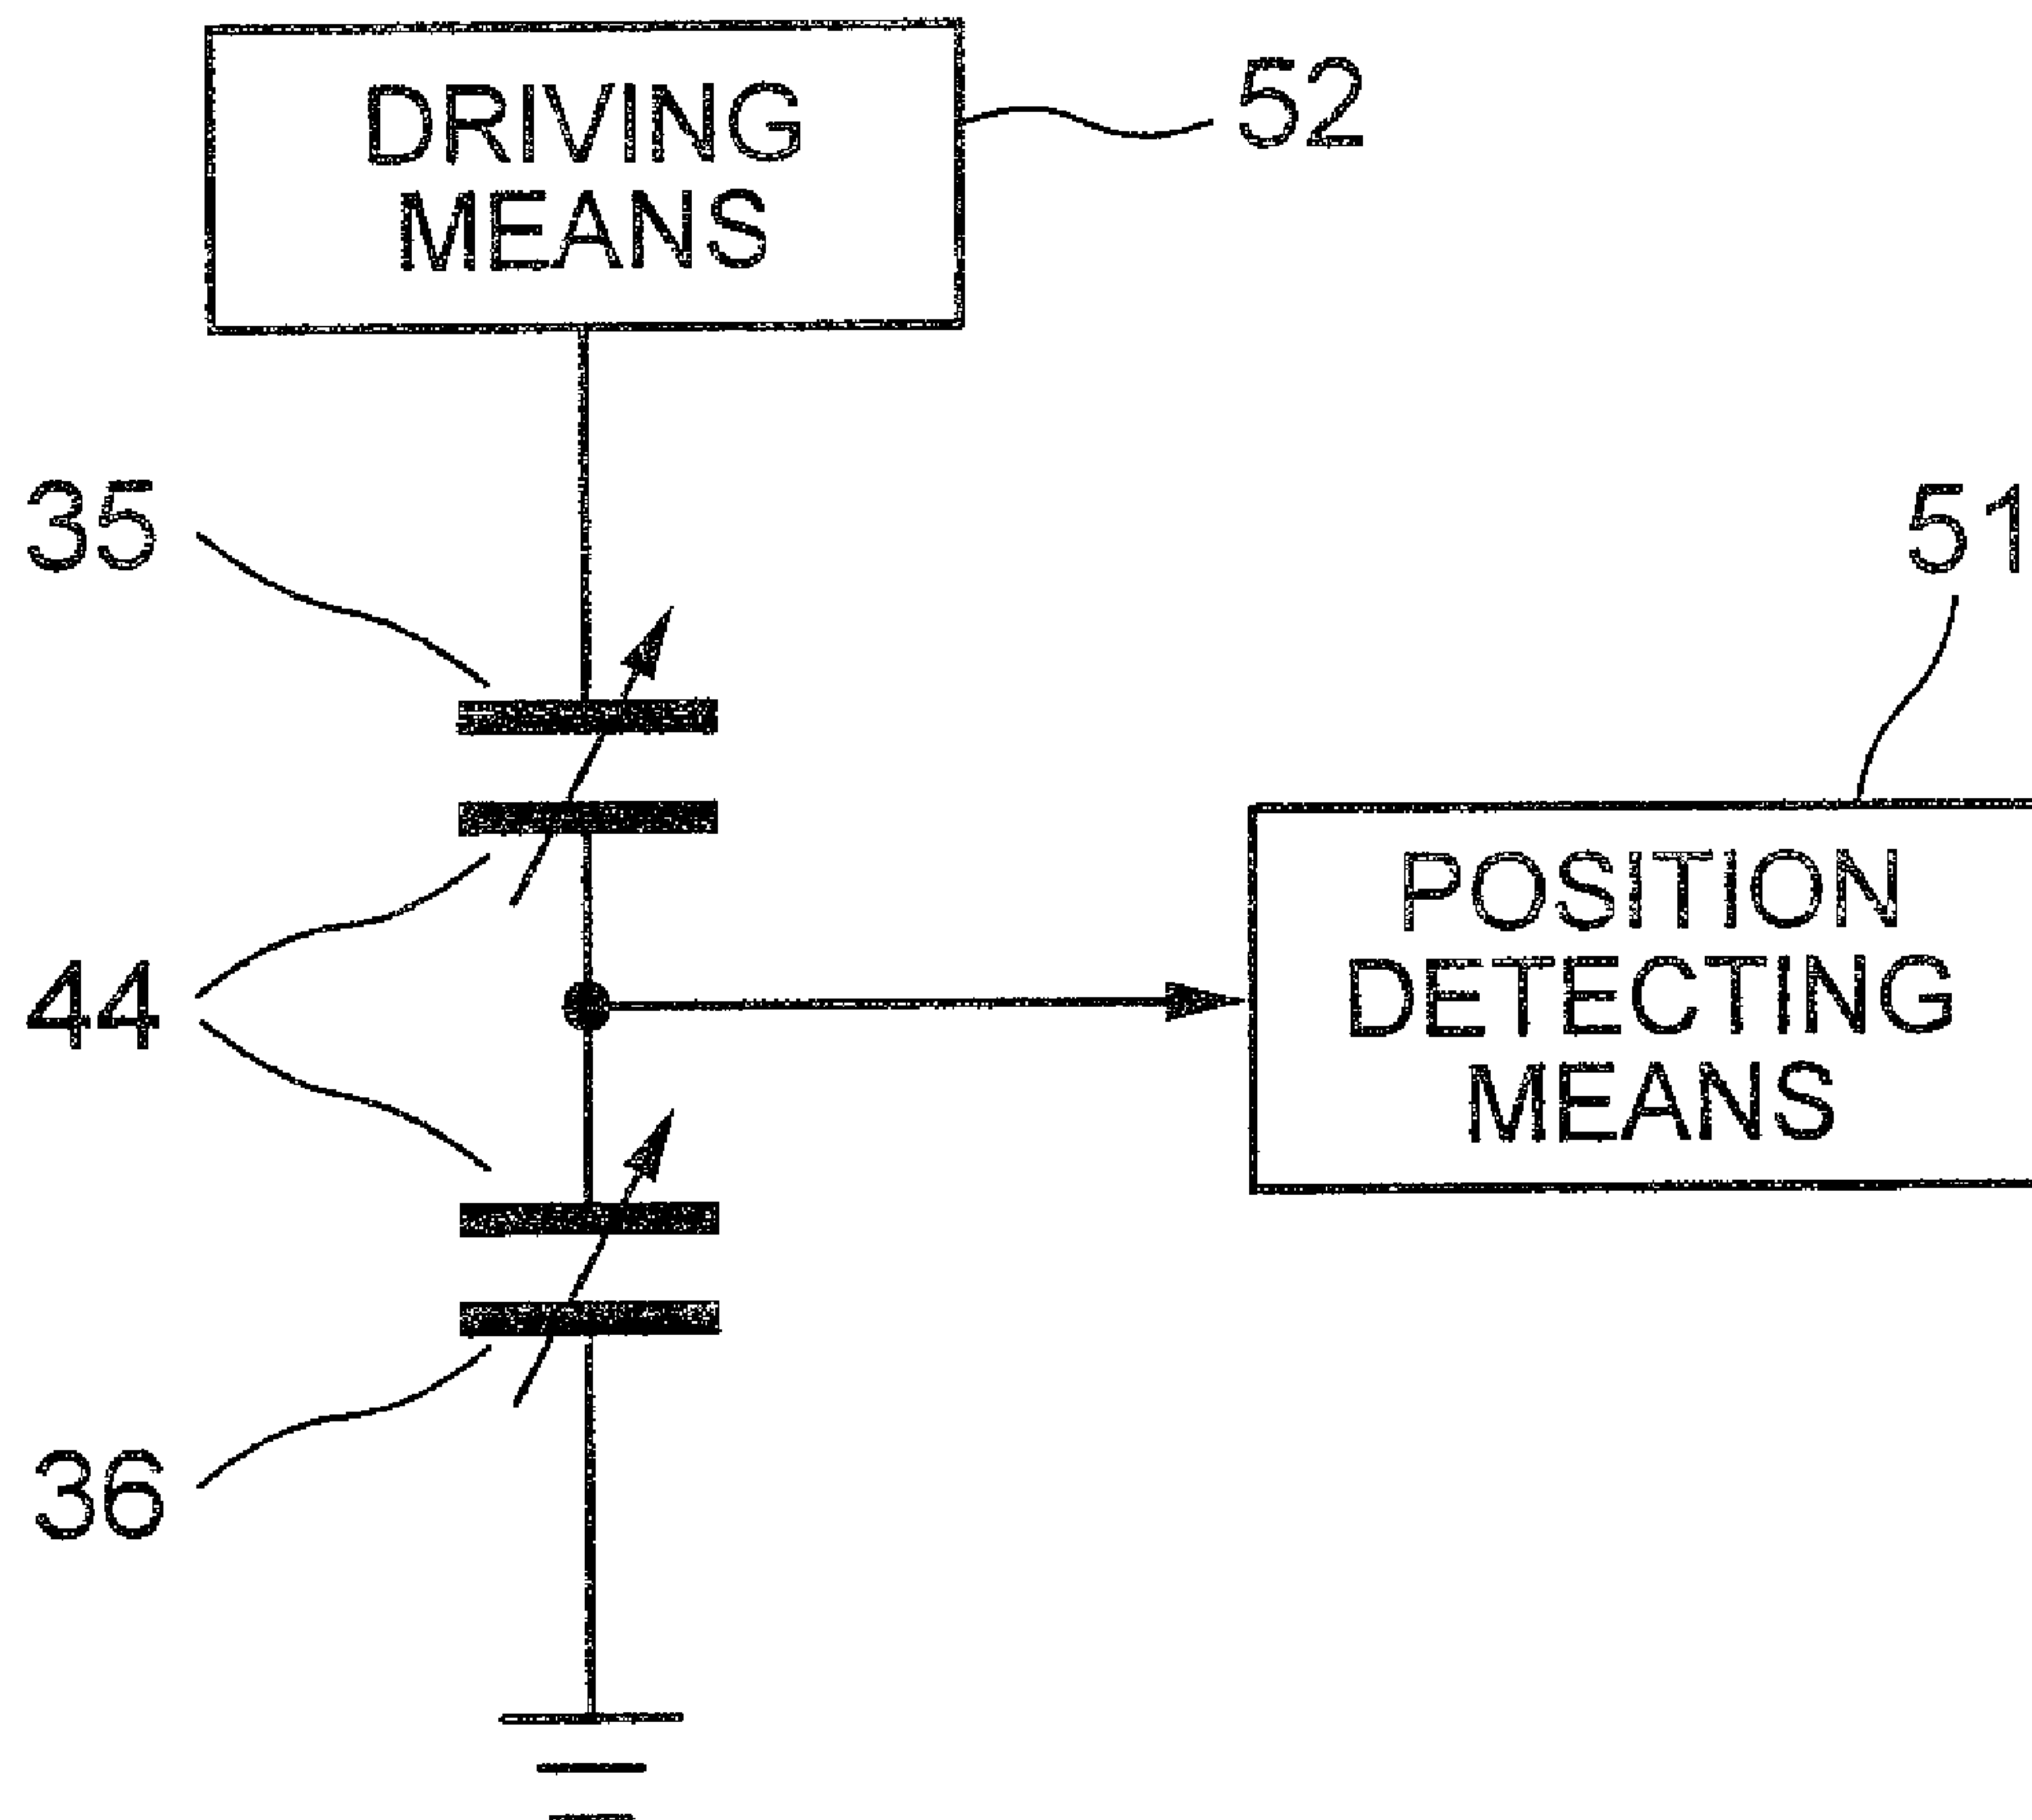 DRIVING
MEANS
52
35
51
POSITION
DETECTING
MEANS
44
36